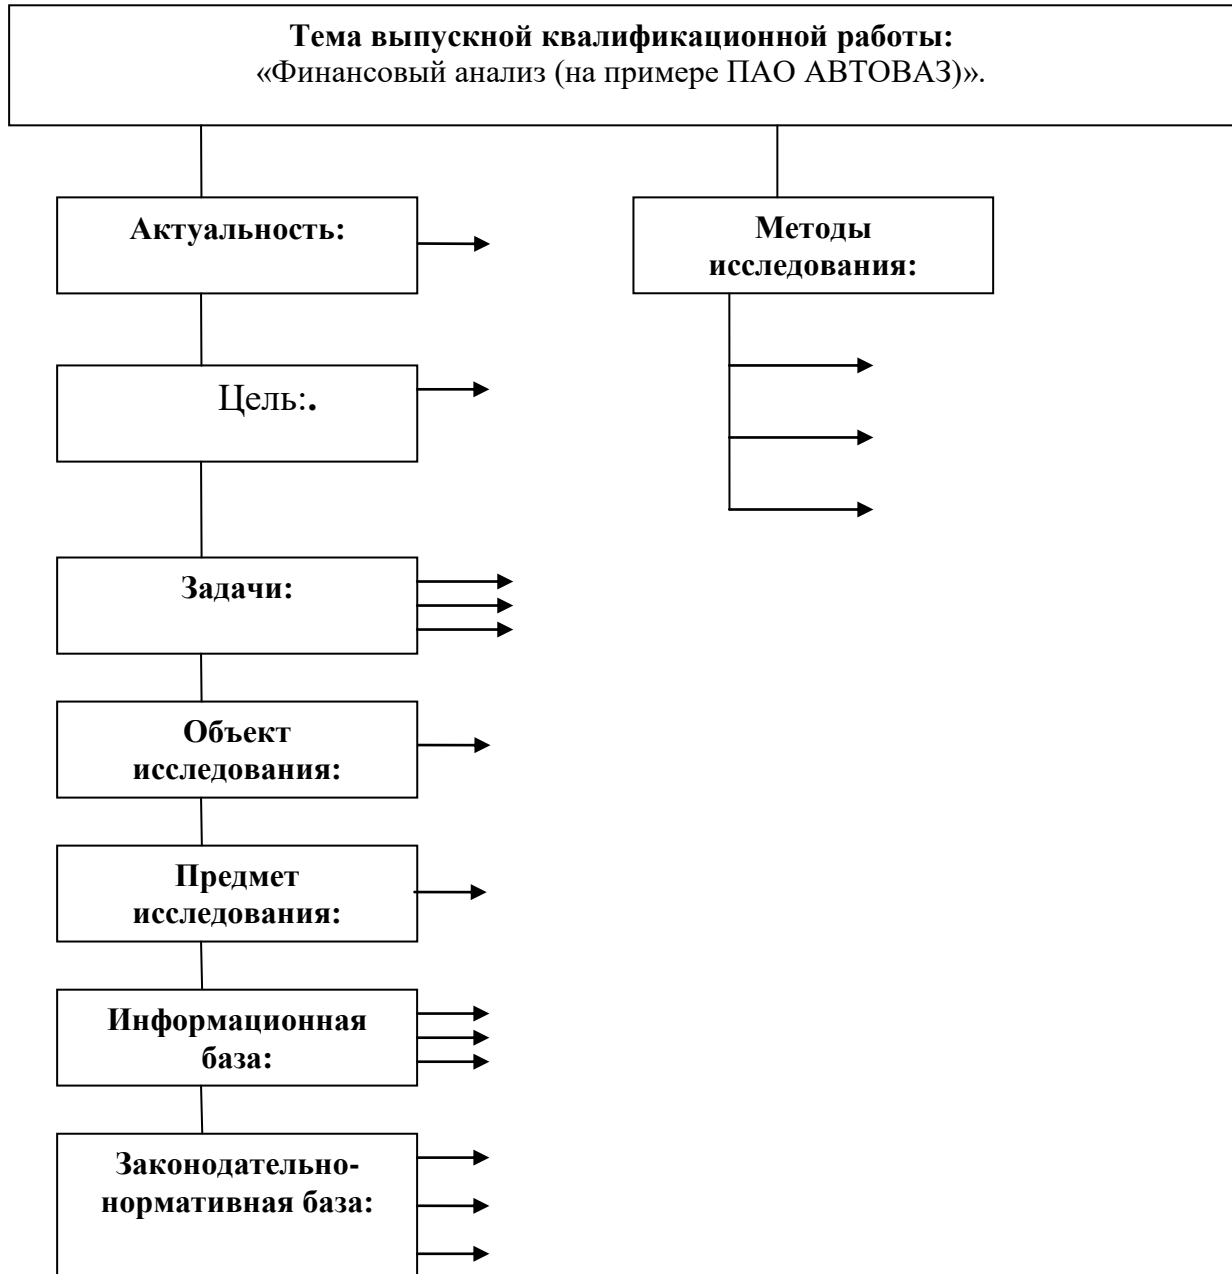 Тема выпускной квалификационной работы:
«Финансовый анализ (на примере ПАО АВТОВАЗ)».
Актуальность:
Методы
исследования:
Цель:.
Задачи:
Объект
исследования:
Предмет
исследования:
Информационная
база:
Законодательно-
нормативная база: